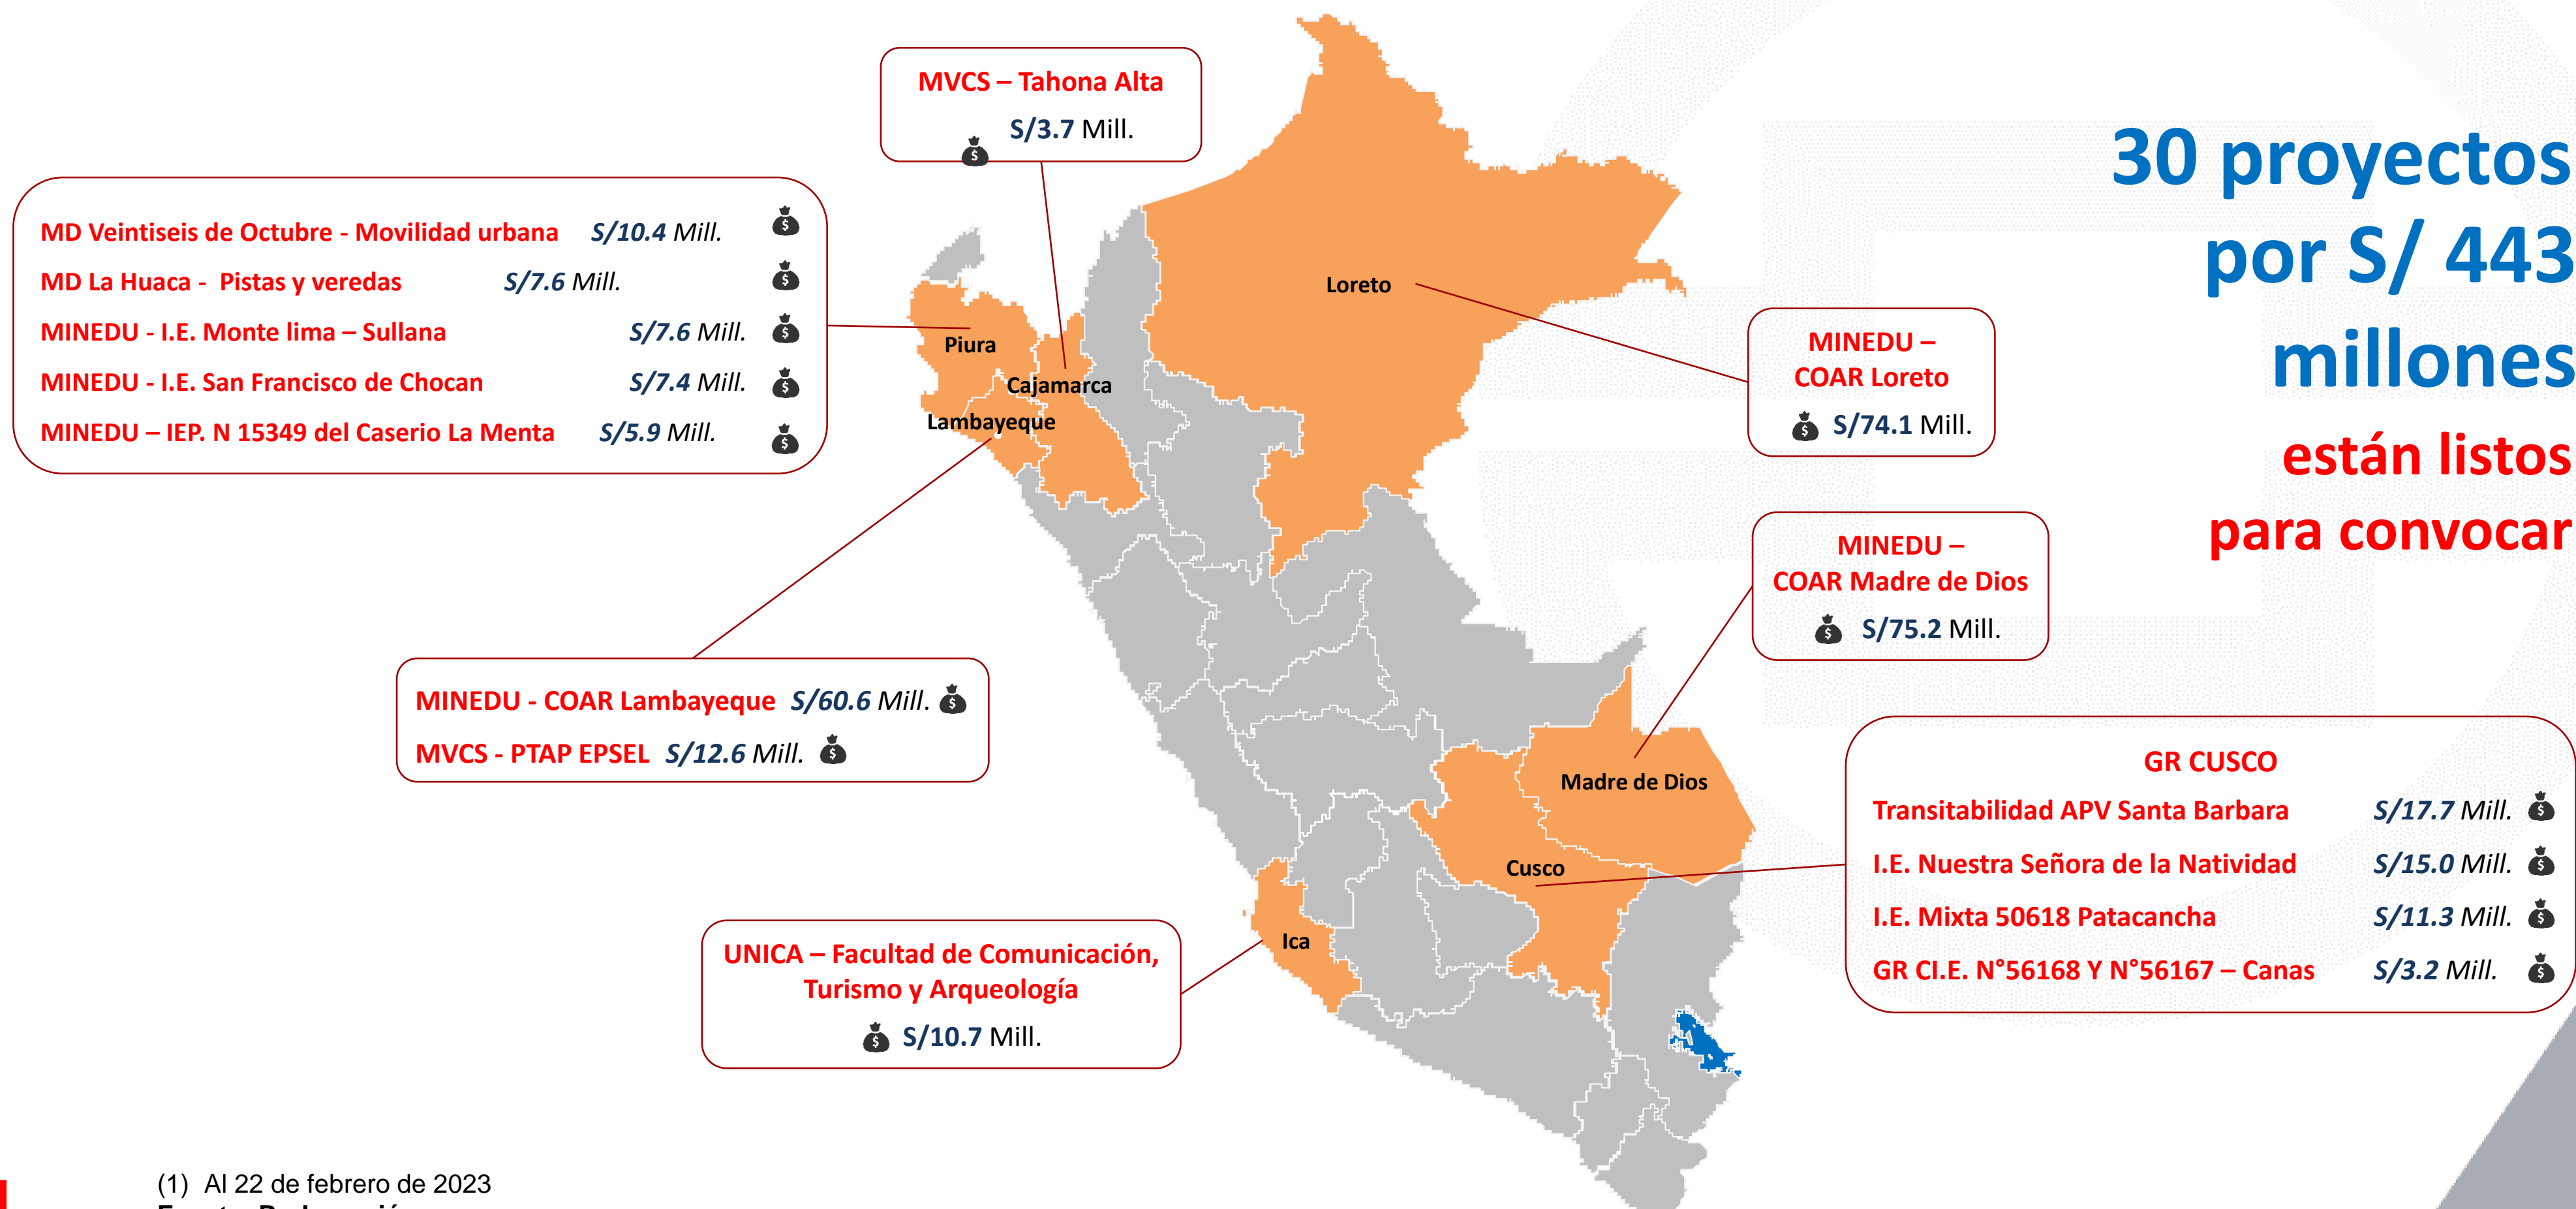 MVCS – Tahona Alta
S/3.7 Mill.
30 proyectos
por S/ 443
millones
están listos
para convocar
MD Veintiseis de Octubre - Movilidad urbana S/10.4 Mill.
MD La Huaca - Pistas y veredas S/7.6 Mill.
MINEDU - I.E. Monte lima – Sullana S/7.6 Mill.
MINEDU - I.E. San Francisco de Chocan S/7.4 Mill.
MINEDU – IEP. N 15349 del Caserio La Menta S/5.9 Mill.
Loreto
Piura
Cajamarca
Lambayeque
MINEDU –
COAR Loreto
S/74.1 Mill.
MINEDU –
COAR Madre de Dios
S/75.2 Mill.
MINEDU - COAR Lambayeque S/60.6 Mill.
MVCS - PTAP EPSEL S/12.6 Mill.
Madre de Dios
Cusco
Ica
GR CUSCO
Transitabilidad APV Santa Barbara S/17.7 Mill.
I.E. Nuestra Señora de la Natividad S/15.0 Mill.
I.E. Mixta 50618 Patacancha S/11.3 Mill.
GR CI.E. N°56168 Y N°56167 – Canas S/3.2 Mill.
UNICA – Facultad de Comunicación,
Turismo y Arqueología
S/10.7 Mill.
(1) Al 22 de febrero de 2023